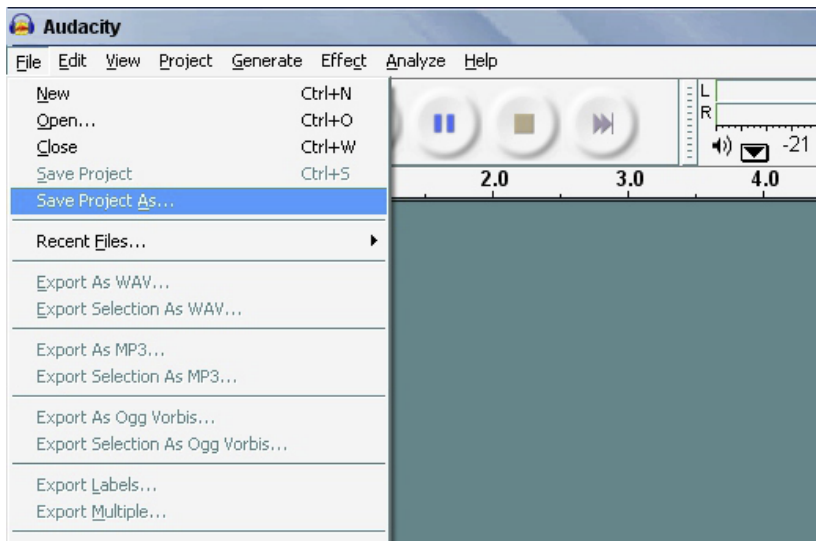 Audacity
File Edit View Project Generate Effect Analyze Help
New Ctrl+N
Open... Ctrl+O
Close Ctrl+W
Save Project Ctrl+S
Save Project As...
Recent Files...
Export As WAV...
Export Selection As WAV...
Export As MP3...
Export Selection As MP3...
Export As Ogg Vorbis...
Export Selection As Ogg Vorbis...
Export Labels...
Export Multiple...
L
R
-21
2.0 3.0 4.0